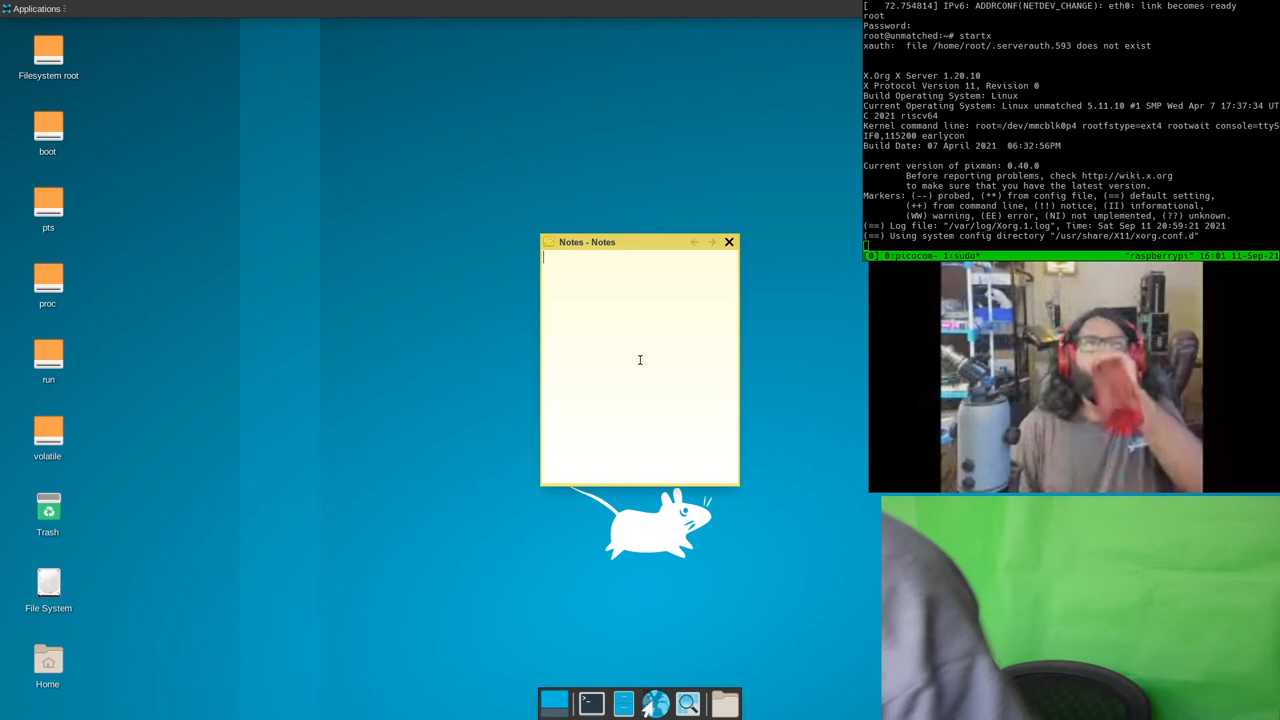 Applications
Filesystem root
boot
pts
proc
run
volatile
Trash
File System
Home
Notes - Notes
[   72.754814] IPv6: ADDRCONF(NETDEV_CHANGE): eth0: link becomes ready
root
Password:
root@unmatched:~# startx
xauth:  file /home/root/.serverauth.593 does not exist
X.Org X Server 1.20.10
X Protocol Version 11, Revision 0
Build Operating System: Linux
Current Operating System: Linux unmatched 5.11.10 #1 SMP Wed Apr 7 17:37:34 UT
C 2021 riscv64
Kernel command line: root=/dev/mmcblk0p4 rootfstype=ext4 rootwait console=ttyS
IF0,115200 earlycon
Build Date: 07 April 2021  06:32:56PM
Current version of pixman: 0.40.0
Before reporting problems, check http://wiki.x.org
to make sure that you have the latest version.
Markers: (--) probed, (**) from config file, (==) default setting,
(++) from command line, (!!) notice, (II) informational,
(WW) warning, (EE) error, (NI) not implemented, (??) unknown.
(==) Log file: "/var/log/Xorg.1.log", Time: Sat Sep 11 20:59:21 2021
(==) Using system config directory "/usr/share/X11/xorg.conf.d"
[0] 0:picocom- 1:sudo* "raspberrypi" 16:01 11-Sep-21